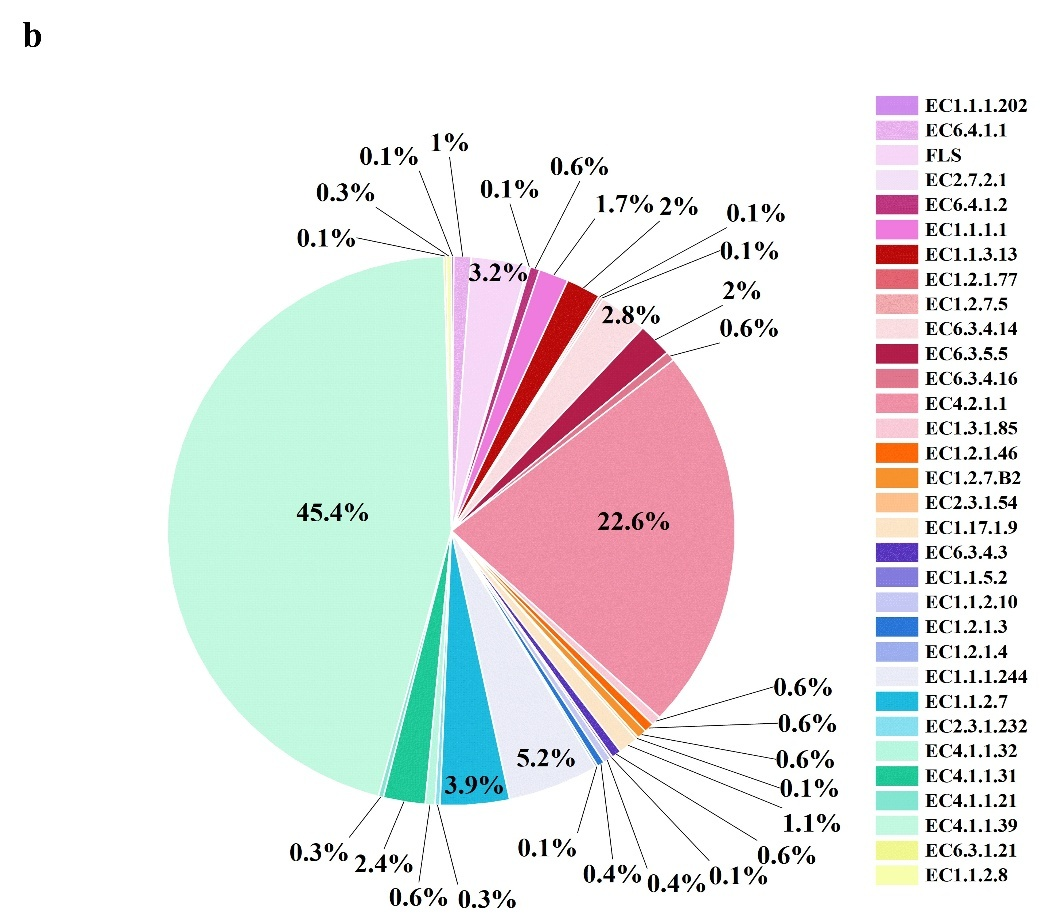 b
1%
0.1%
0.3%
0.1%
0.6%
0.1%
1.7%
2%
0.1%
0.1%
3.2%
2.8%
2%
0.6%
45.4%
22.6%
0.6%
0.6%
0.6%
0.1%
1.1%
0.6%
0.1%
0.4%
0.4%
0.1%
5.2%
3.9%
0.3%
0.6%
2.4%
0.3%
EC1.1.1.202
EC6.4.1.1
FLS
EC2.7.2.1
EC6.4.1.2
EC1.1.1.1
EC1.1.3.13
EC1.2.1.77
EC1.2.7.5
EC6.3.4.14
EC6.3.5.5
EC6.3.4.16
EC4.2.1.1
EC1.3.1.85
EC1.2.1.46
EC1.2.7.B2
EC2.3.1.54
EC1.17.1.9
EC6.3.4.3
EC1.1.5.2
EC1.1.2.10
EC1.2.1.3
EC1.2.1.4
EC1.1.1.244
EC1.1.2.7
EC2.3.1.232
EC4.1.1.32
EC4.1.1.31
EC4.1.1.21
EC4.1.1.39
EC6.3.1.21
EC1.1.2.8